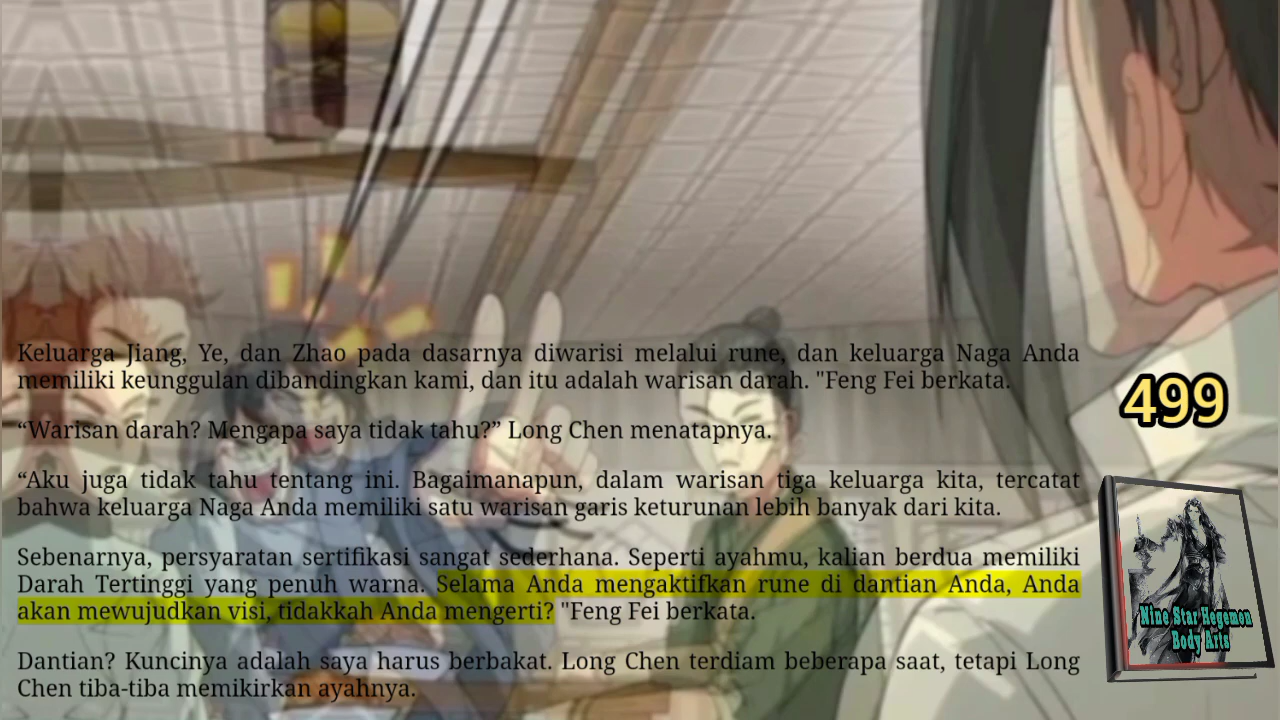 Keluarga Jiang, Ye, dan Zhao pada dasarnya diwarisi melalui rune, dan keluarga Naga Anda
memiliki keunggulan dibandingkan kami, dan itu adalah warisan darah. "Feng Fei berkata.
“Warisan darah? Mengapa saya tidak tahu?” Long Chen menatapnya.
“Aku juga tidak tahu tentang ini. Bagaimanapun, dalam warisan tiga keluarga kita, tercatat
bahwa keluarga Naga Anda memiliki satu warisan garis keturunan lebih banyak dari kita.
Sebenarnya, persyaratan sertifikasi sangat sederhana. Seperti ayahmu, kalian berdua memiliki
Darah Tertinggi yang penuh warna. Selama Anda mengaktifkan rune di dantian Anda, Anda
akan mewujudkan visi, tidakkah Anda mengerti? "Feng Fei berkata.
Dantian? Kuncinya adalah saya harus berbakat. Long Chen terdiam beberapa saat, tetapi Long
Chen tiba-tiba memikirkan ayahnya.
499
Nine Star Hegemon
Body Arts